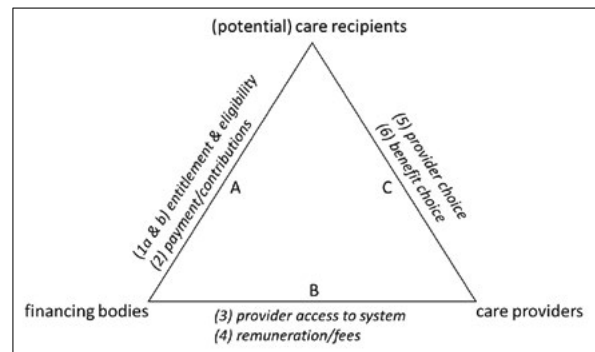 (potential) care recipients
(1a & b) entitlement & eligibility
(2) payment/contributions
A
C
(5) provider choice
(6) benefit choice
B
financing bodies
care providers
(3) provider access to system
(4) remuneration/fees